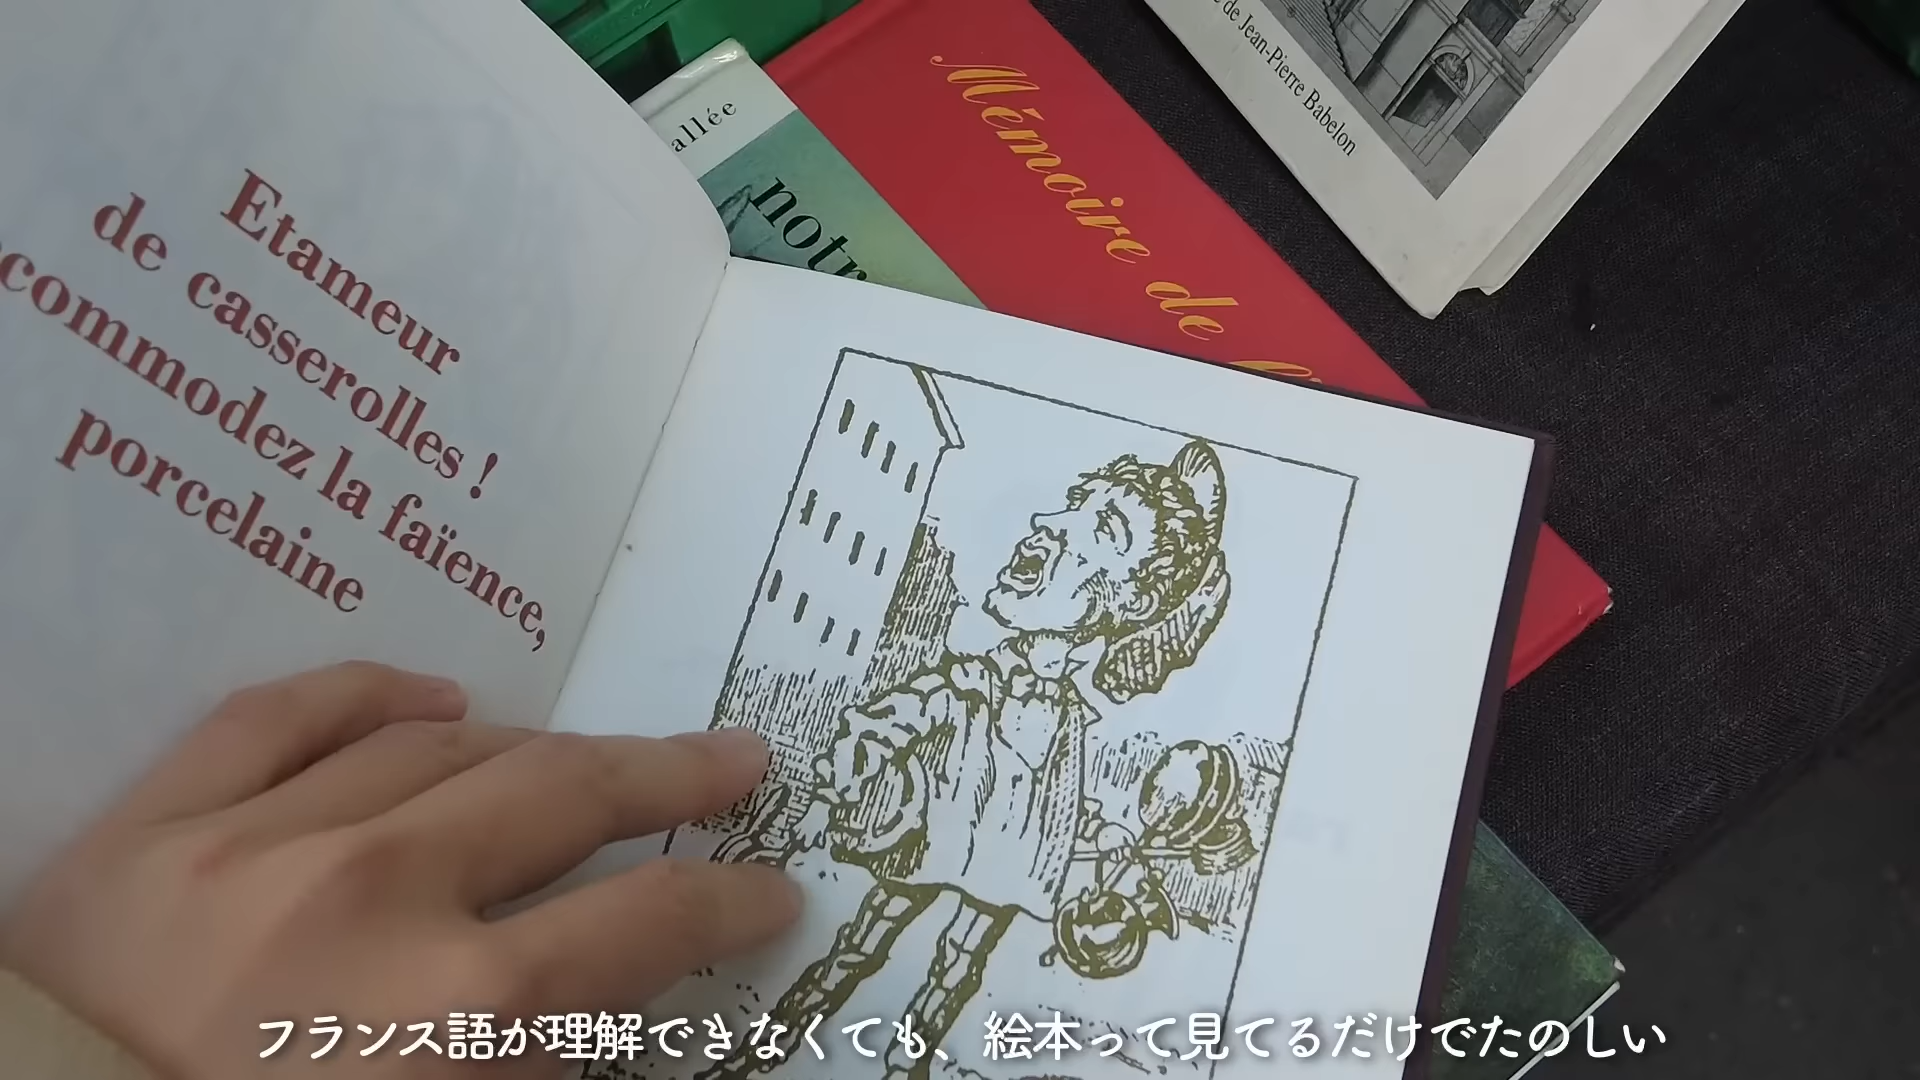 Etameur
de casserolles !
commodez la faïence,
porcelaine
allée
notr
Mémoire de
de Jean-Pierre Babelon
フランス語が理解できなくても、絵本って見てるだけでたのしい